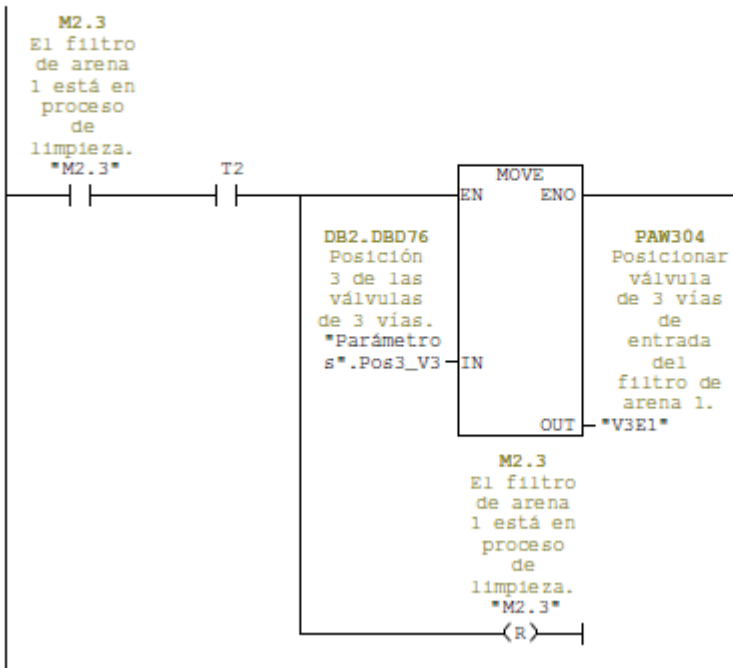 M2.3
El filtro
de arena
1 está en
proceso
de
limpieza.
"M2.3"
T2
MOVE
EN
ENO
DB2.DBD76
Posición
3 de las
válvulas
de 3 vías.
"Parámetro
s".Pos3_V3
IN
PAW304
Posicionar
válvula
de 3 vías
de
entrada
del
filtro de
arena 1.
OUT
"V3E1"
M2.3
El filtro
de arena
1 está en
proceso
de
limpieza.
"M2.3"
R